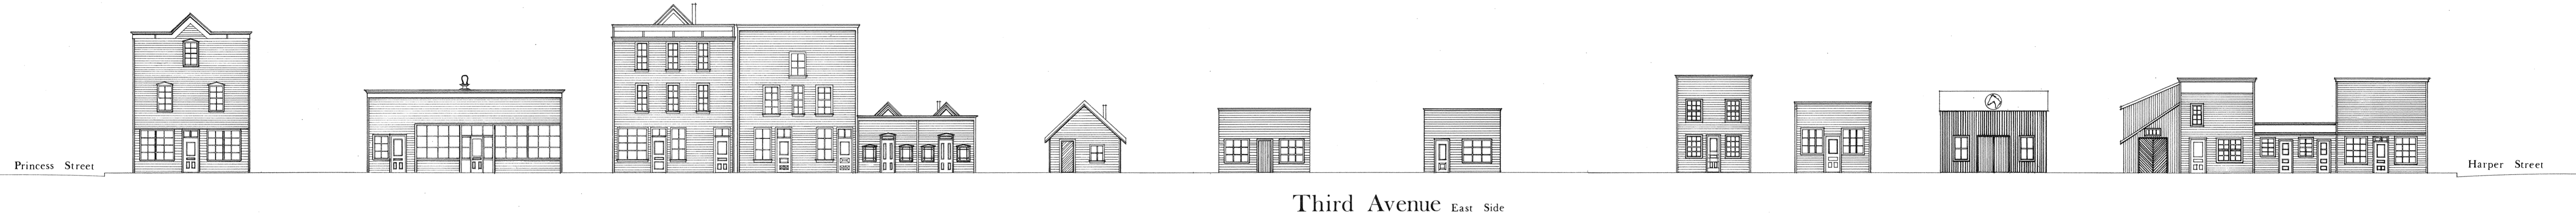 Princess Street
Harper Street
Third Avenue East Side